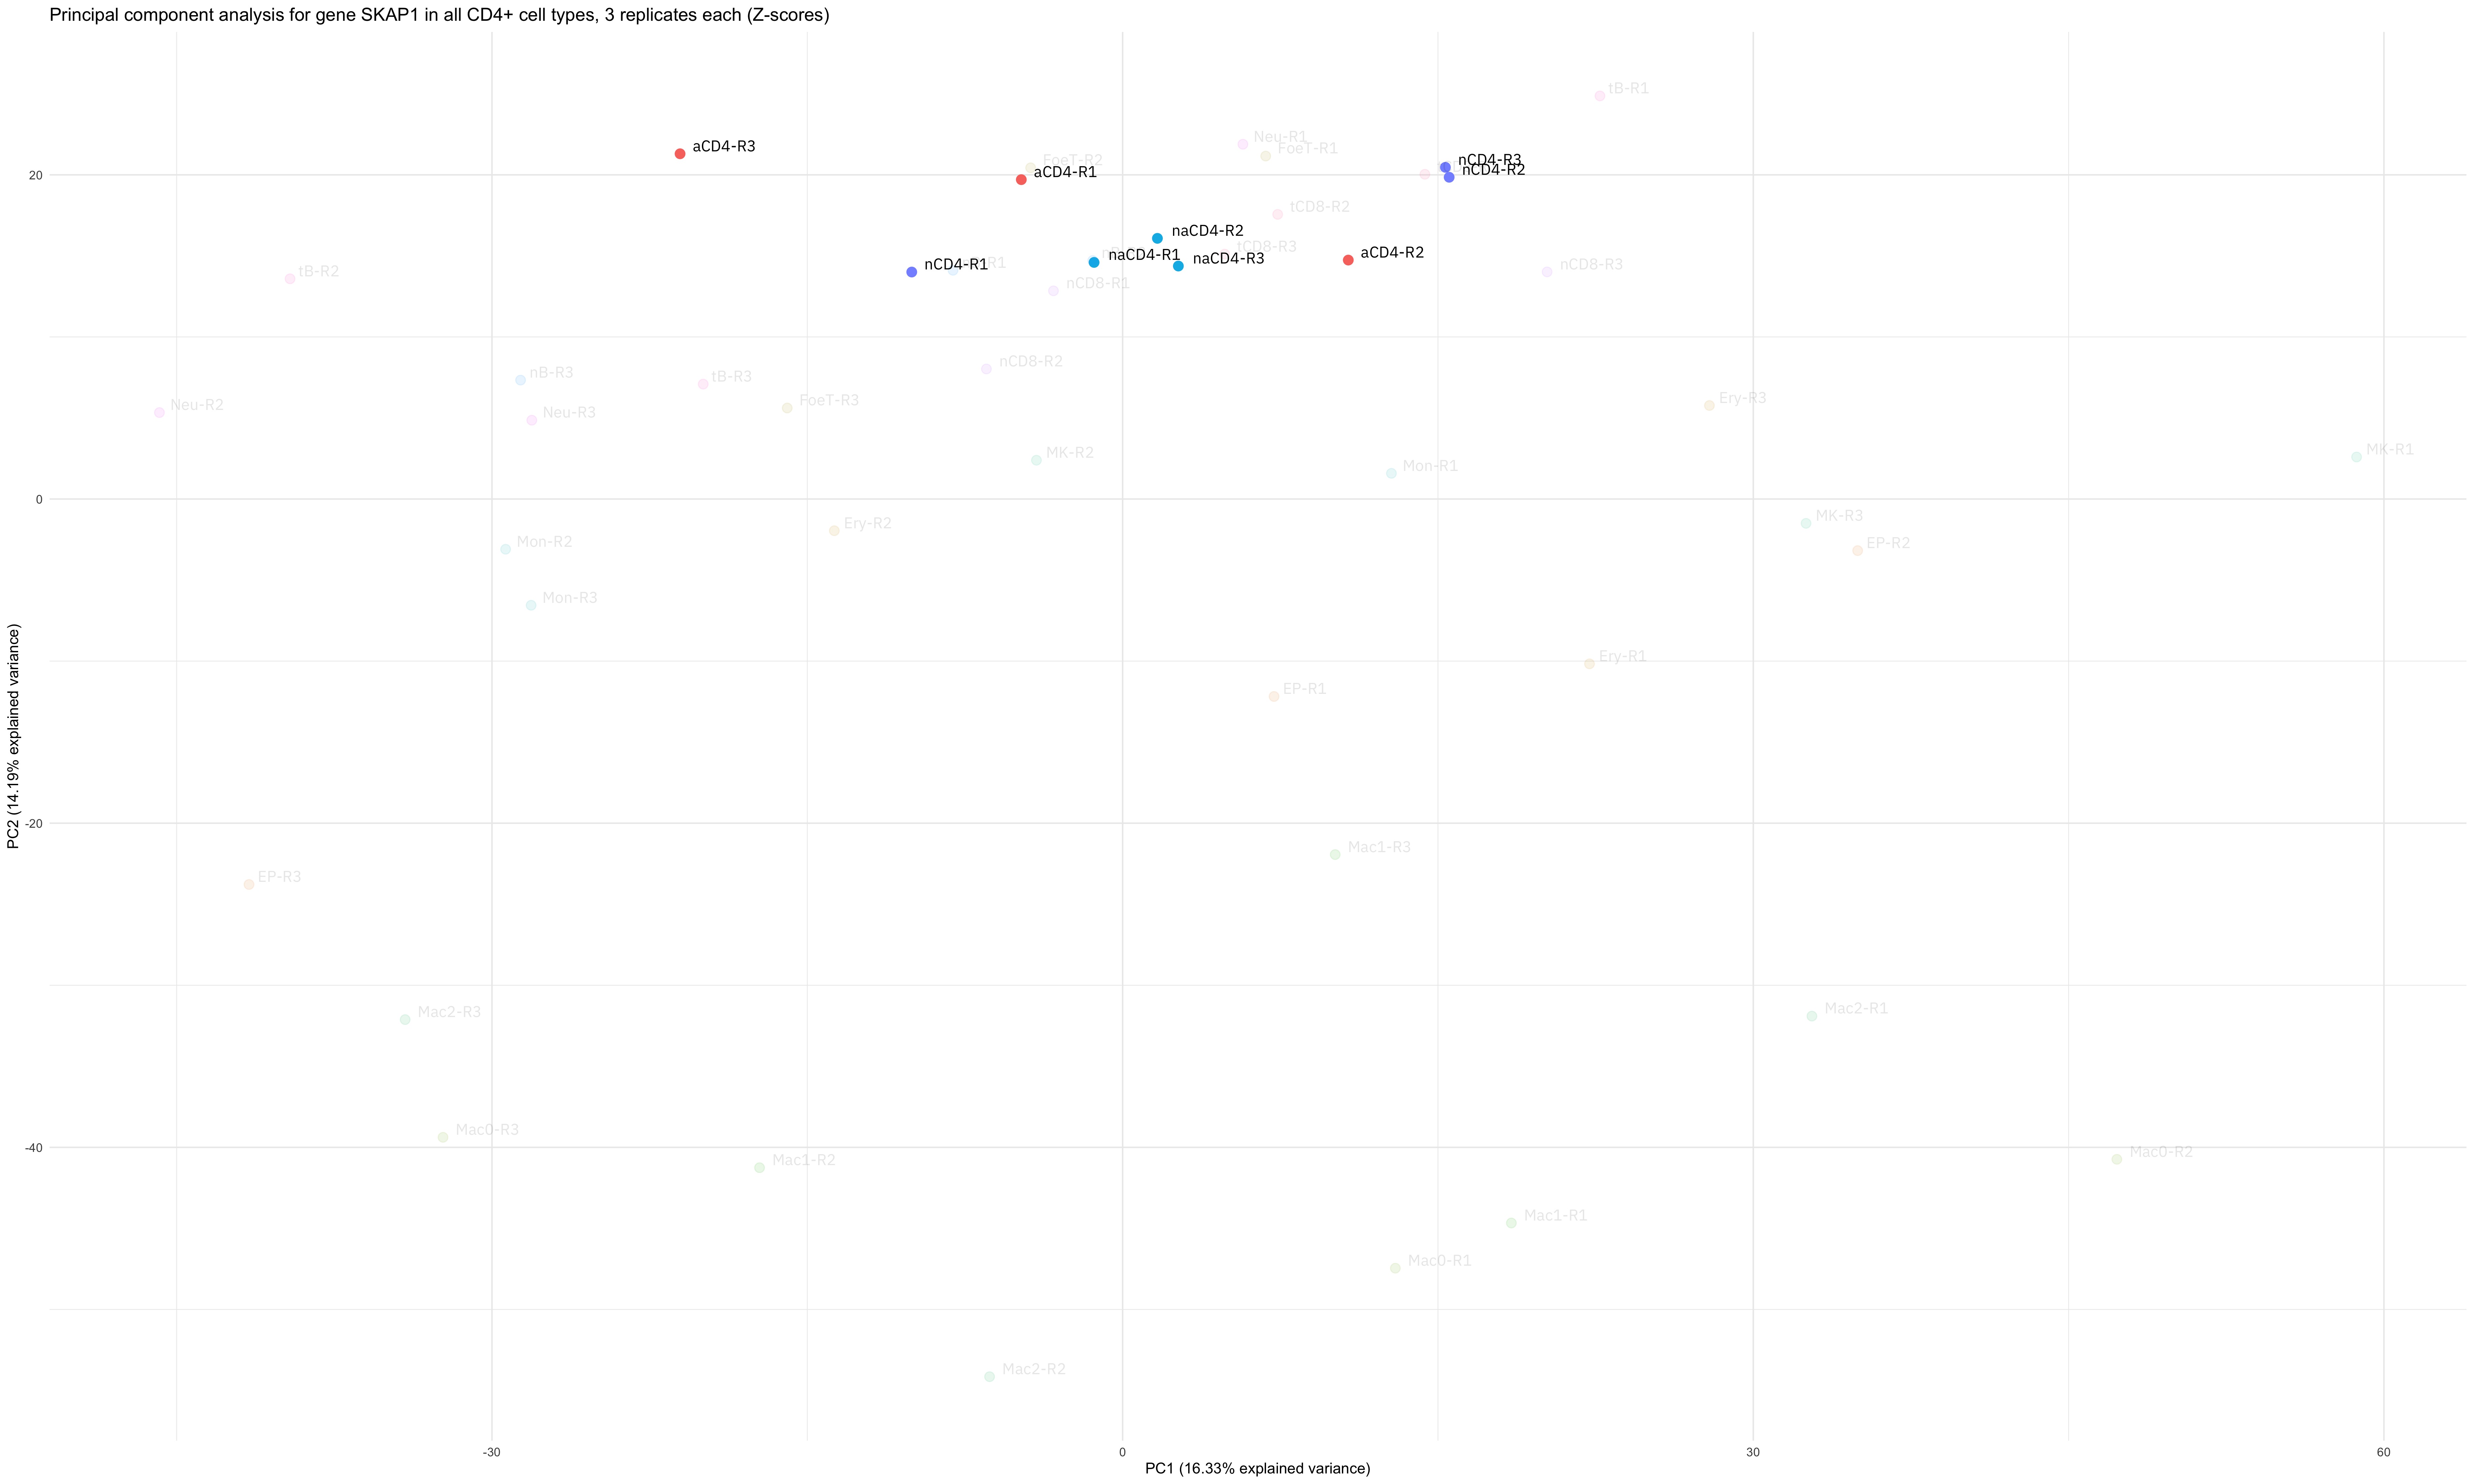 Principal component analysis for gene SKAP1 in all CD4+ cell types, 3 replicates each (Z-scores)
tB-R1
Neu-R1
aCD4-R3
FoeT-R1
FoeT-R2
nCD4-R3
aCD4-R1
nCD4-R2
20
tCD8-R2
naCD4-R2
tCD8-R3
aCD4-R2
naCD4-R1
naCD4-R3
nCD4-R1
nCD8-R3
tB-R2
nCD8-R1
nCD8-R2
nB-R3
tB-R3
Ery-R3
FoeT-R3
Neu-R2
Neu-R3
MK-R1
MK-R2
Mon-R1
0
MK-R3
Ery-R2
Mon-R2
EP-R2
Mon-R3
Ery-R1
EP-R1
PC2 (14.19% explained variance)
-20
Mac1-R3
EP-R3
Mac2-R1
Mac2-R3
Mac0-R3
-40
Mac0-R2
Mac1-R2
Mac1-R1
Mac0-R1
Mac2-R2
-30
0
30
60
PC1 (16.33% explained variance)